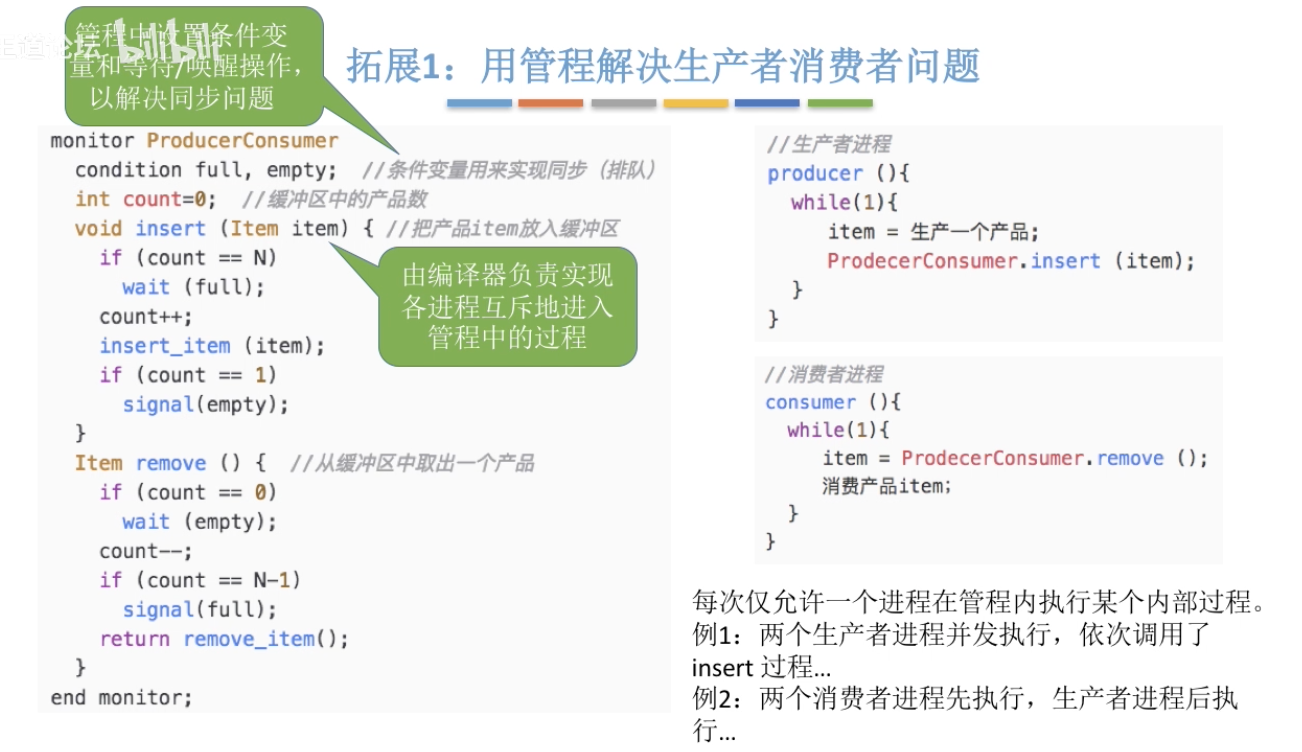 王道论坛 bilibili
管程中设置条件变
量和等待/唤醒操作，
以解决同步问题
拓展1：用管程解决生产者消费者问题
monitor ProducerConsumer
condition full, empty; //条件变量用来实现同步（排队）
int count=0; //缓冲区中的产品数
void insert (Item item) { //把产品item放入缓冲区
if (count == N)
wait (full);
count++;
insert_item (item);
if (count == 1)
signal(empty);
}
Item remove () { //从缓冲区中取出一个产品
if (count == 0)
wait (empty);
count--;
if (count == N-1)
signal(full);
return remove_item();
}
end monitor;
由编译器负责实现
各进程互斥地进入
管程中的过程
//生产者进程
producer (){
while(1){
item = 生产一个产品;
ProdecerConsumer.insert (item);
}
}
//消费者进程
consumer (){
while(1){
item = ProdecerConsumer.remove ();
消费产品item;
}
}
每次仅允许一个进程在管程内执行某个内部过程。
例1：两个生产者进程并发执行，依次调用了
insert 过程...
例2：两个消费者进程先执行，生产者进程后执
行...